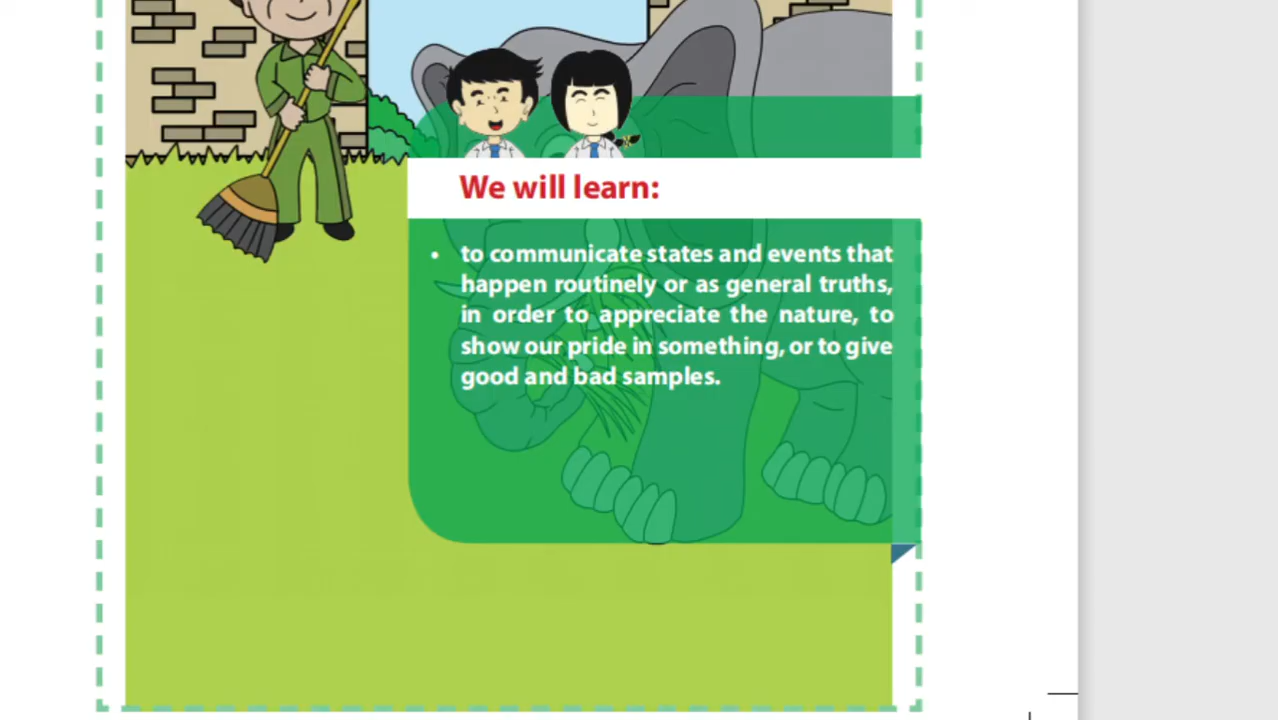 We will learn:
• to communicate states and events that
happen routinely or as general truths,
in order to appreciate the nature, to
show our pride in something, or to give
good and bad samples.